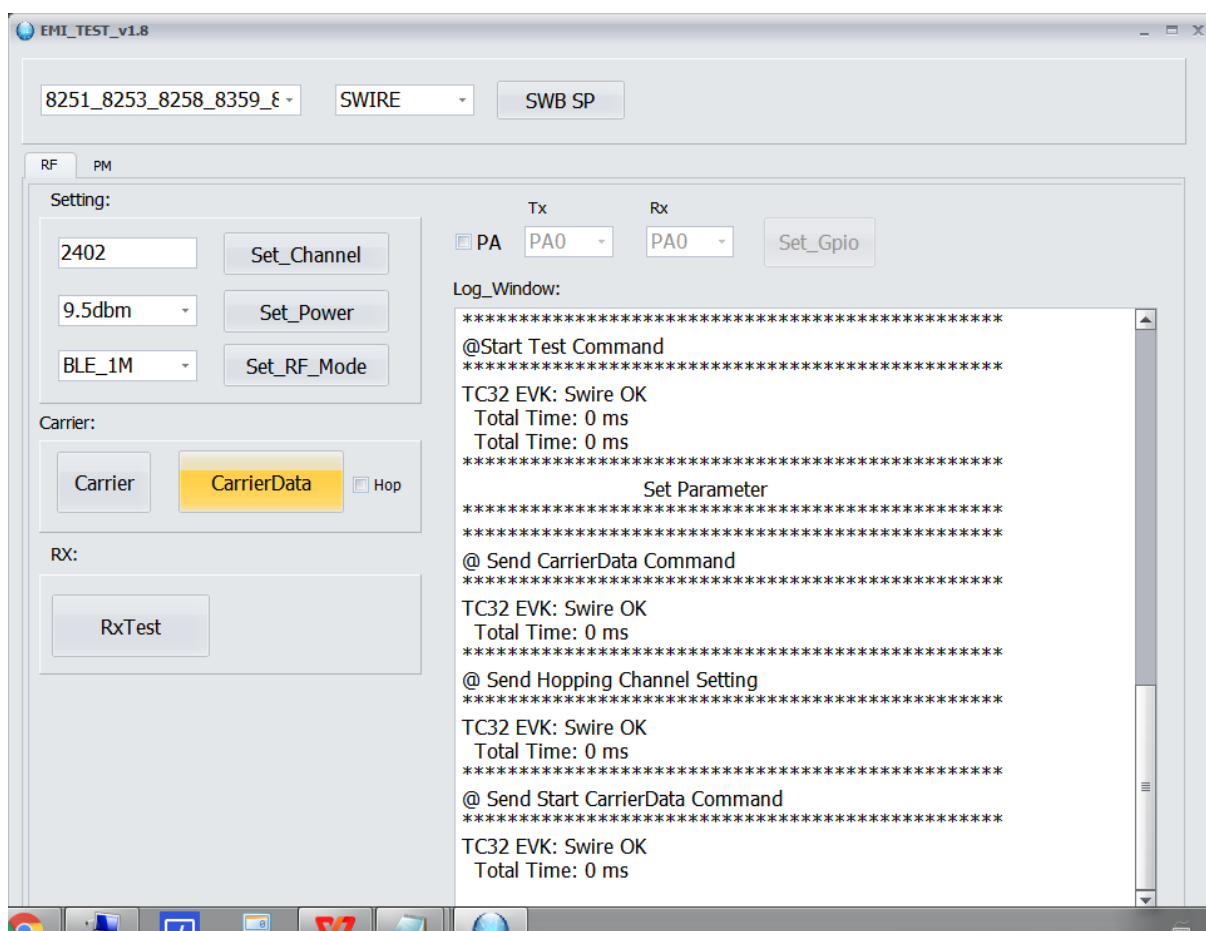 EMI_TEST_v1.8
8251_8253_8258_8359_8
SWIRE
SWB SP
RF
PM
Setting:
2402
Set_Channel
9.5dbm
Set_Power
BLE_1M
Set_RF_Mode
Carrier:
Carrier
CarrierData
Hop
RX:
RxTest
Tx
Rx
PA
PA0
PA0
Set_Gpio
Log_Window:
************************************************
@Start Test Command
************************************************
TC32 EVK: Swire OK
Total Time: 0 ms
Total Time: 0 ms
************************************************
Set Parameter
************************************************
************************************************
@ Send CarrierData Command
************************************************
TC32 EVK: Swire OK
Total Time: 0 ms
************************************************
@ Send Hopping Channel Setting
************************************************
TC32 EVK: Swire OK
Total Time: 0 ms
************************************************
@ Send Start CarrierData Command
************************************************
TC32 EVK: Swire OK
Total Time: 0 ms